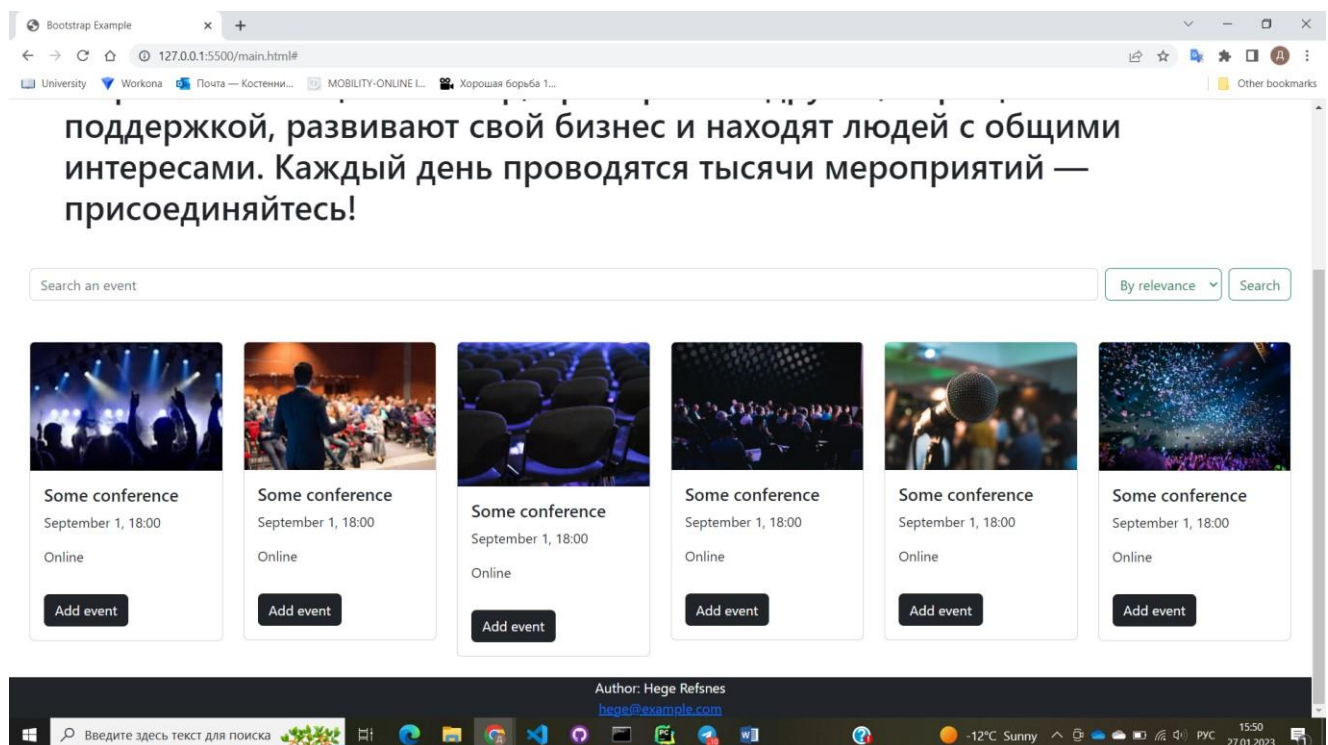 Bootstrap Example
127.0.0.1:5500/main.html#
University Workona Почта — Костенни... MOBILITY-ONLINE I... Хорошая борьба 1... Other bookmarks
поддержкой, развивают свой бизнес и находят людей с общими
интересами. Каждый день проводятся тысячи мероприятий —
присоединяйтесь!
Search an event By relevance Search
Some conference
September 1, 18:00
Online
Add event
Some conference
September 1, 18:00
Online
Add event
Some conference
September 1, 18:00
Online
Add event
Some conference
September 1, 18:00
Online
Add event
Some conference
September 1, 18:00
Online
Add event
Some conference
September 1, 18:00
Online
Add event
Author: Hege Refsnes
hege@example.com
Введите здесь текст для поиска -12°C Sunny РУС 15:50
27.01.2023